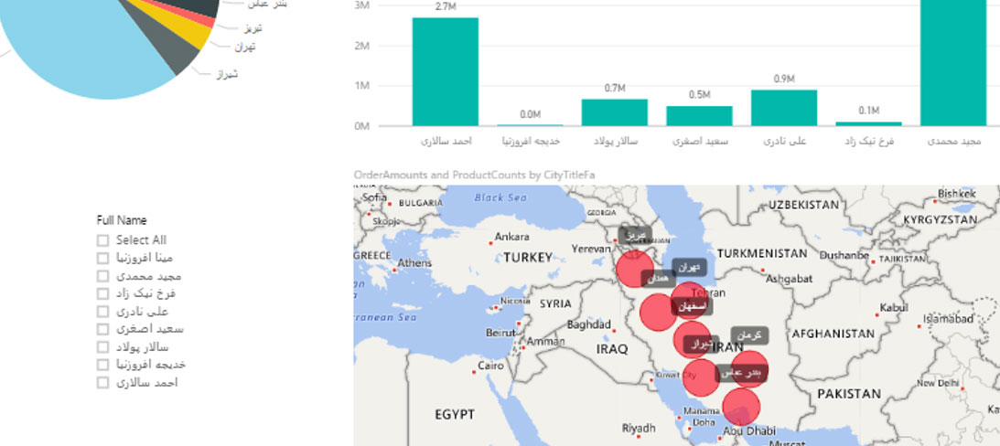 بندر عباس
تبریز
تهران
شیراز
3M
2M
1M
0M
2.7M
0.0M
0.7M
0.5M
0.9M
0.1M
احمد سالاری
خدیجه افروزنیا
سالار پولاد
سعید اصغری
علی نادری
فرخ نیک زاد
مجید محمدی
Full Name
Select All
مینا افروزنیا
مجید محمدی
فرخ نیک زاد
علی نادری
سعید اصغری
سالار پولاد
خدیجه افروزنیا
احمد سالاری
OrderAmounts and ProductCounts by CityTitleFa
Sofia
BULGARIA
Black Sea
GEORGIA
UZBEKISTAN
Bishkek
KYRGYZSTAN
Skopje
Ankara
Yerevan
تبریز
TURKEY
GREECE
Athens
TURKMENISTAN
Dushanbe
TAJIKISTAN
همدان
تهران
Ashgabat
Tehran
Nicosia
SYRIA
اصفهان
Kabul
Islamabad
ranean Sea
Beirut
Baghdad
Amman
IRAQ
شیراز
IRAN
کرمان
AFGHANISTAN
Cairo
Kuwait City
بندر عباس
New Delhi
PAKISTAN
EGYPT
Manama
Doha
Riyadh
Abu Dhabi
Muscat